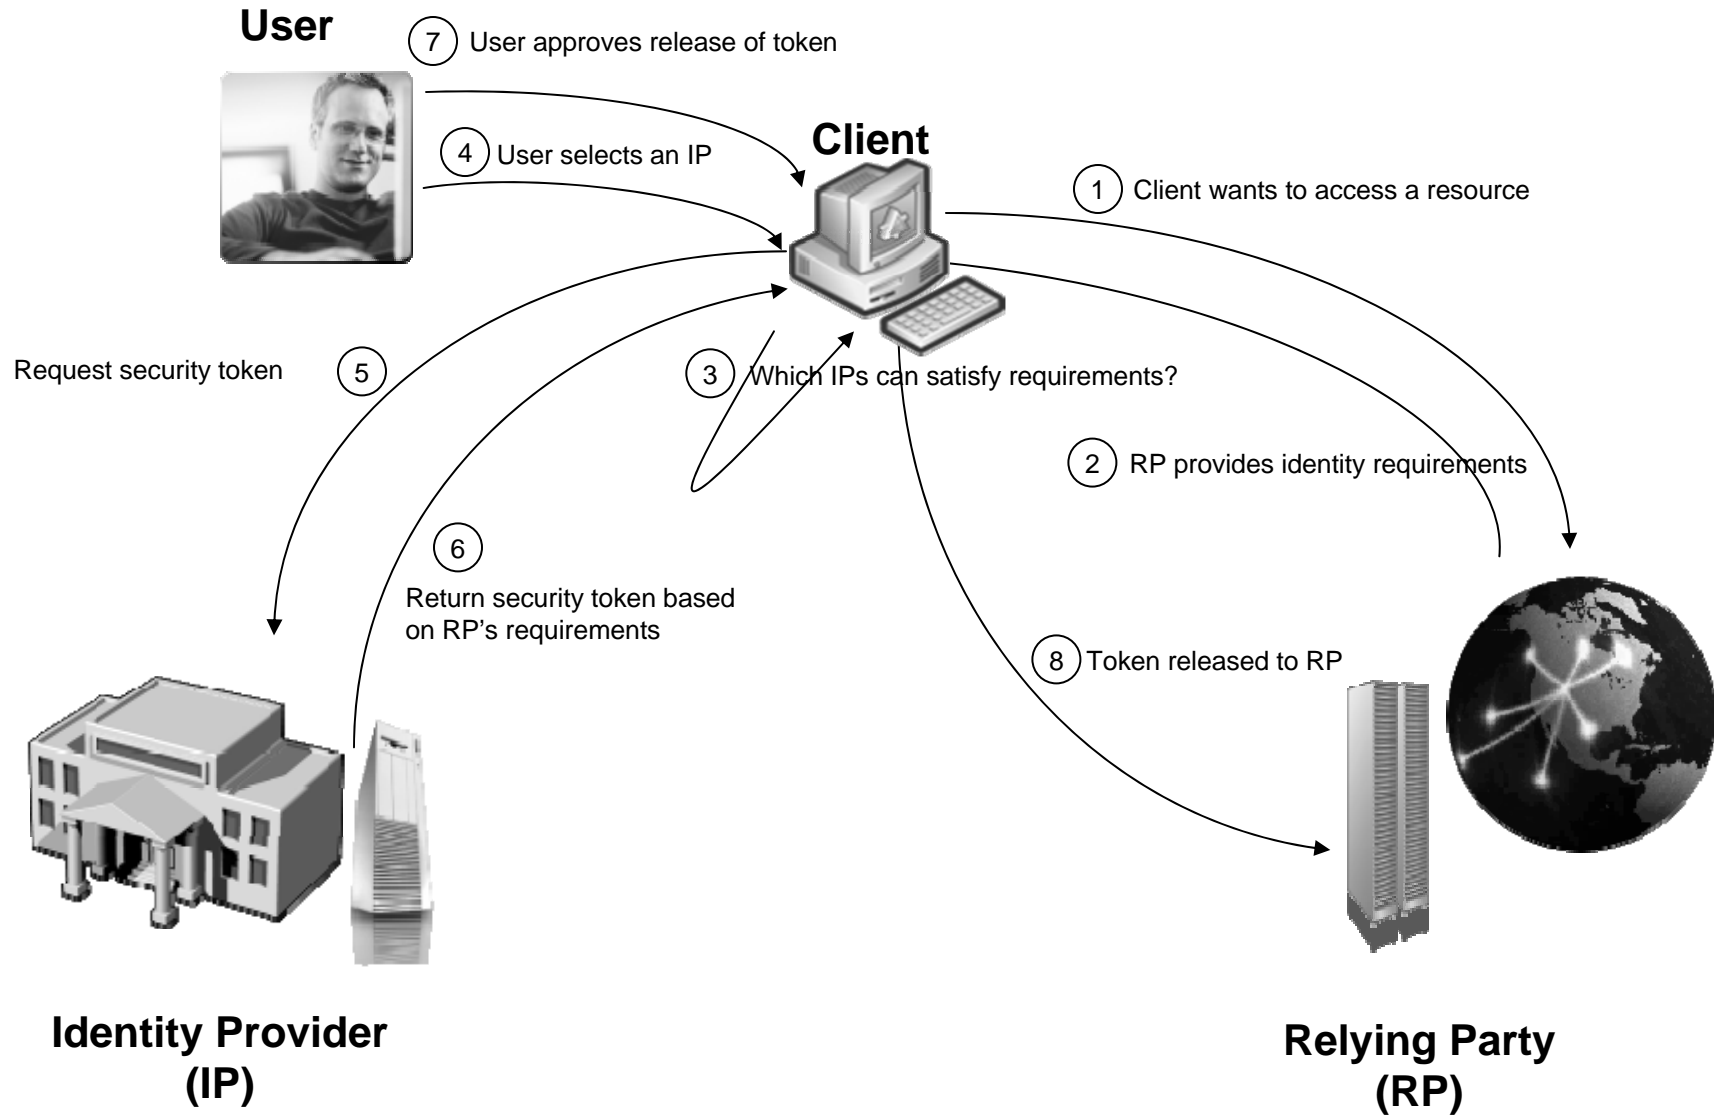 User
7 User approves release of token
Client
4 User selects an IP
1 Client wants to access a resource
Request security token 5
3 Which IPs can satisfy requirements?
2 RP provides identity requirements
6
Return security token based
on RP's requirements
8 Token released to RP
Identity Provider
(IP)
Relying Party
(RP)